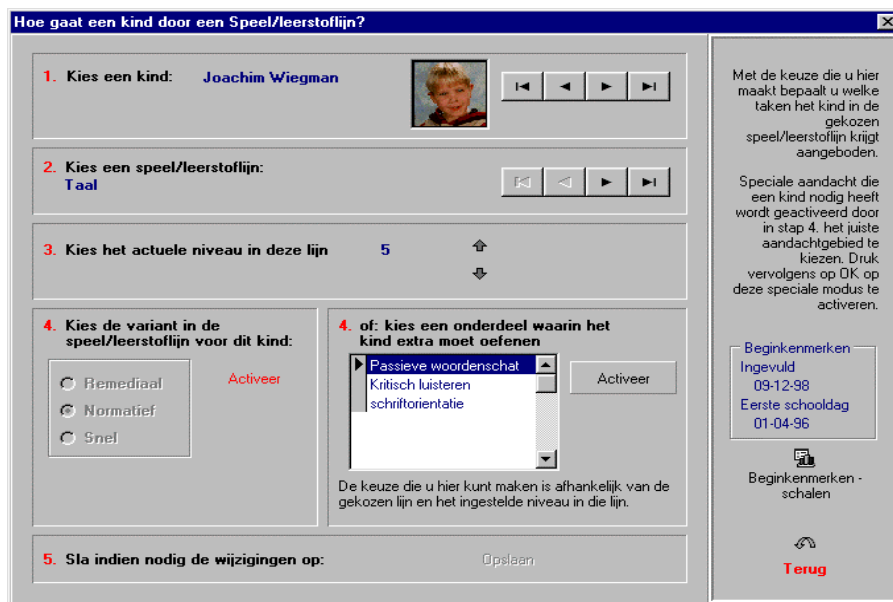 Hoe gaat een kind door een Speel/leerstoflijn?
1. Kies een kind: Joachim Wiegman
2. Kies een speel/leerstoflijn:
Taal
3. Kies het actuele niveau in deze lijn 5
4. Kies de variant in de
speel/leerstoflijn voor dit kind:
Remediaal
Normatief
Snel
Activeer
4. of: kies een onderdeel waarin het
kind extra moet oefenen
Passieve woordenschat
Kritisch luisteren
schriftorientatie
Activeer
De keuze die u hier kunt maken is afhankelijk van de
gekozen lijn en het ingestelde niveau in die lijn.
5. Sla indien nodig de wijzigingen op: Opslaan
Met de keuze die u hier
maakt bepaalt u welke
taken het kind in de
gekozen
speel/leerstoflijn krijgt
aangeboden.
Speciale aandacht die
een kind nodig heeft
wordt geactiveerd door
in stap 4. het juiste
aandachtgebied te
kiezen. Druk
vervolgens op OK op
deze speciale modus te
activeren.
Beginkenmerken
Ingevuld
09-12-98
Eerste schooldag
01-04-96
Beginkenmerken -
schalen
Terug